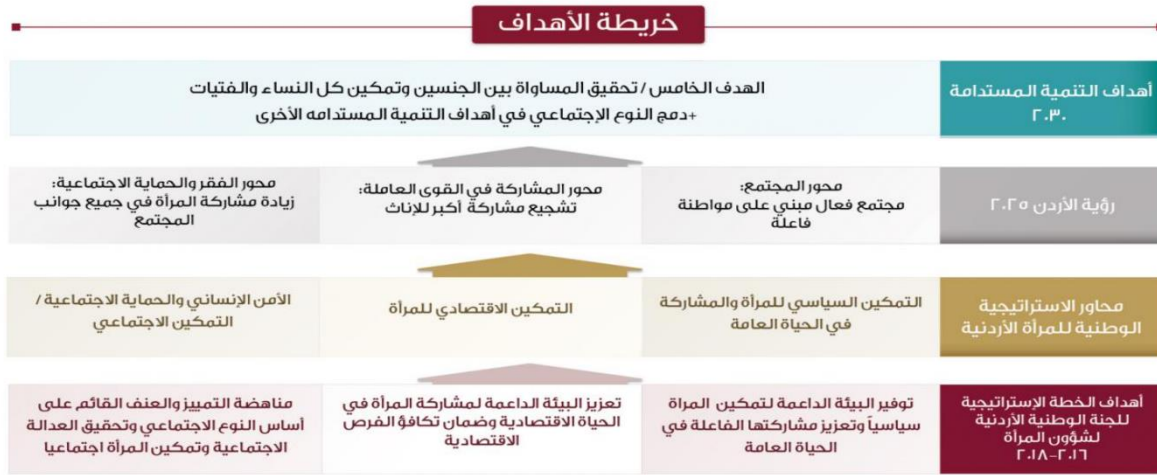 خريطة الأهداف
أهداف التنمية المستدامة
٢٠٣٠
الهدف الخامس / تحقيق المساواة بين الجنسين وتمكين كل النساء والفتيات
+دمج النوع الإجتماعي في أهداف التنمية المستدامه الأخرى
رؤية الأردن ٢٠٢٥
محور المجتمع:
مجتمع فعال مبني على مواطنة
فاعلة
محور المشاركة في القوى العاملة:
تشجيع مشاركة أكبر للإناث
محور الفقر والحماية الاجتماعية:
زيادة مشاركة المرأة في جميع جوانب
المجتمع
محاور الاستراتيجية
الوطنية للمرأة الأردنية
التمكين السياسي للمرأة والمشاركة
في الحياة العامة
التمكين الاقتصادي للمرأة
الأمن الإنساني والحماية الاجتماعية /
التمكين الاجتماعي
أهداف الخطة الإستراتيجية
للجنة الوطنية الأردنية
لشؤون المرأة
٢٠١٦-٢٠١٨
توفير البيئة الداعمة لتمكين المراة
سياسياً وتعزيز مشاركتها الفاعلة في
الحياة العامة
تعزيز البيئة الداعمة لمشاركة المرأة في
الحياة الاقتصادية وضمان تكافؤ الفرص
الاقتصادية
مناهضة التمييز والعنف القائم على
أساس النوع الاجتماعي وتحقيق العدالة
الاجتماعية وتمكين المرأة اجتماعيا